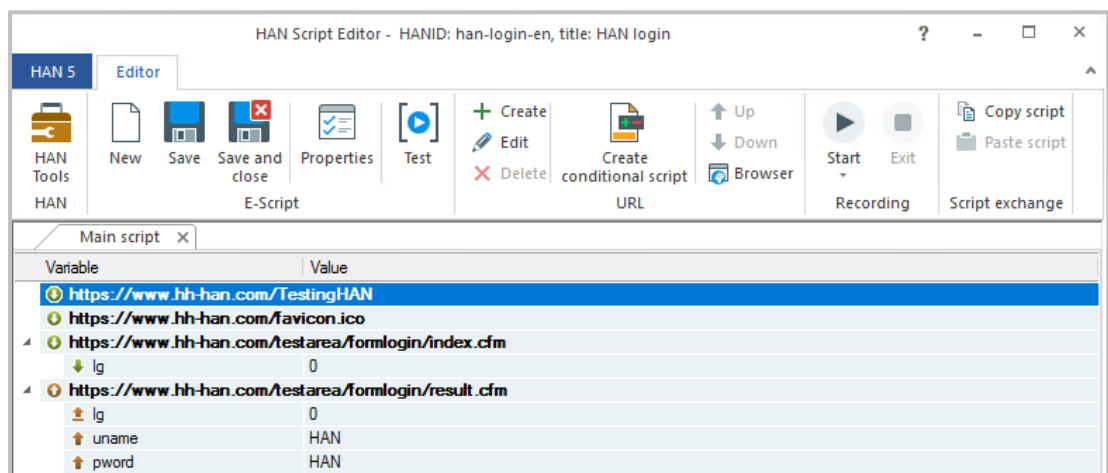 HAN Script Editor - HANID: han-login-en, title: HAN login
?
HAN 5 Editor
HAN Tools
New
Save
Save and close
Properties
Test
Create
Edit
Delete
Create conditional script
Up
Down
Browser
Start
Exit
Copy script
Paste script
HAN
E-Script
URL
Recording
Script exchange
Main script
Variable Value
https://www.hh-han.com/TestingHAN
https://www.hh-han.com/favicon.ico
https://www.hh-han.com/testarea/formlogin/index.cfm
lg 0
https://www.hh-han.com/testarea/formlogin/result.cfm
lg 0
uname HAN
pword HAN